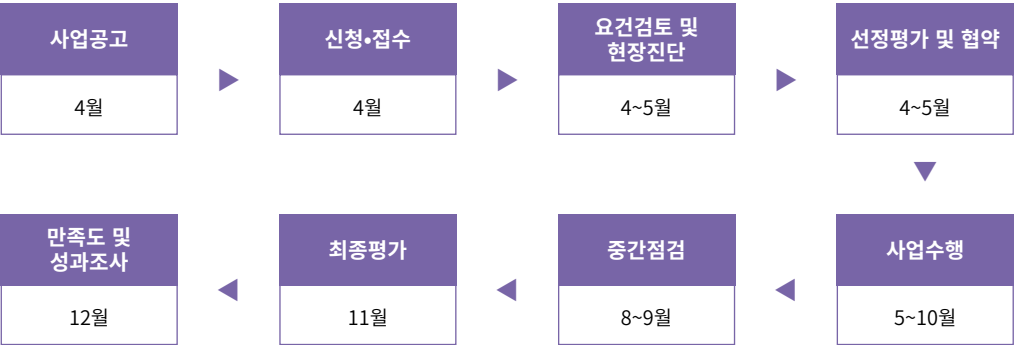 사업공고
4월
신청•접수
4월
요건검토 및
현장진단
4~5월
선정평가 및 협약
4~5월
사업수행
5~10월
중간점검
8~9월
최종평가
11월
만족도 및
성과조사
12월